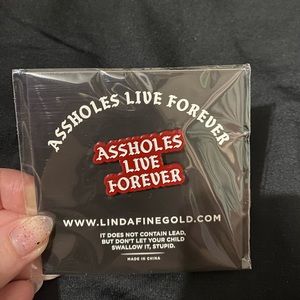 ASSHOLES LIVE FOREVER
ASSHOLES
LIVE
FOREVER
WWW.LINDAFINEGOLD.COM
IT DOES NOT CONTAIN LEAD,
BUT DON'T LET YOUR CHILD
SWALLOW IT, STUPID.
MADE IN CHINA